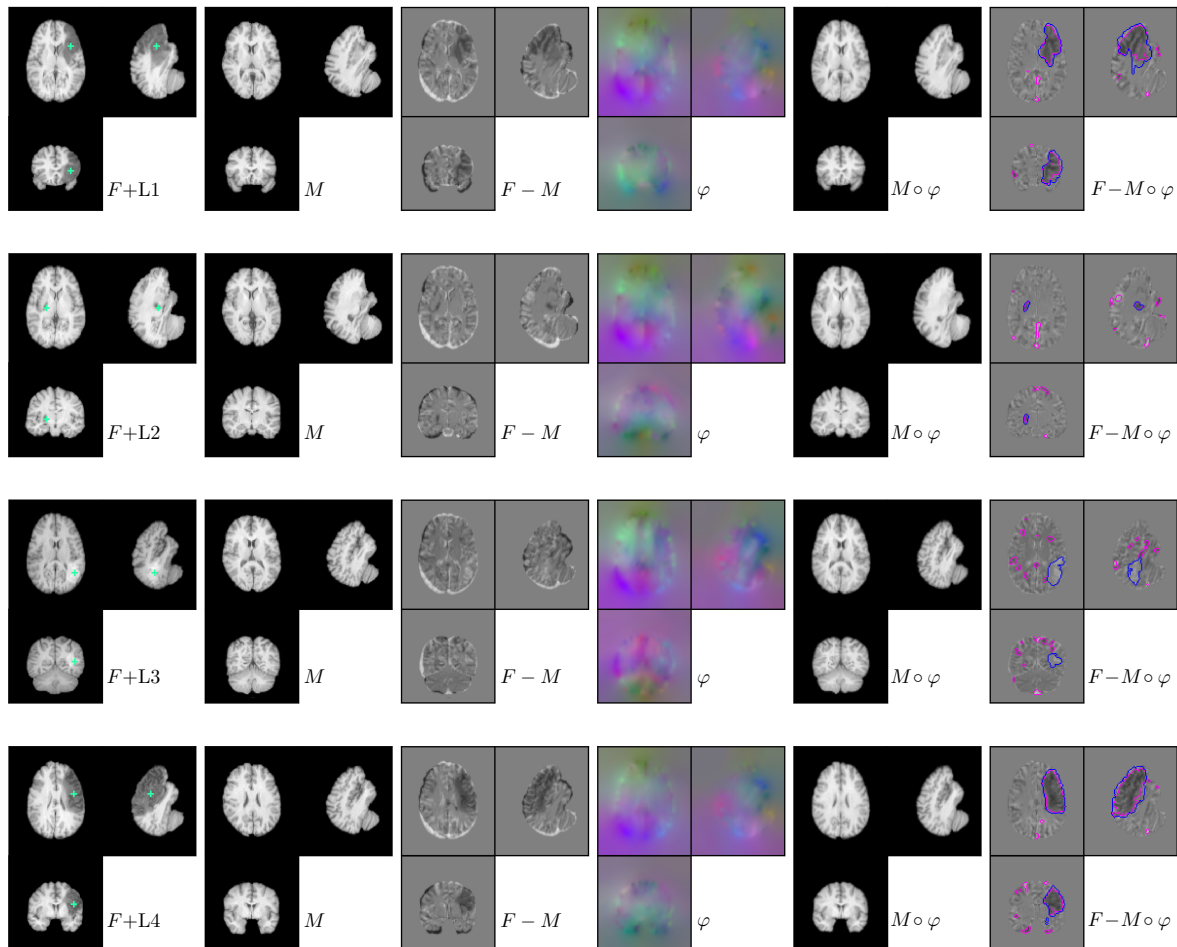 F+L1 M F − M φ M ∘ φ F − M ∘ φ
F+L2 M F − M φ M ∘ φ F − M ∘ φ
F+L3 M F − M φ M ∘ φ F − M ∘ φ
F+L4 M F − M φ M ∘ φ F − M ∘ φ